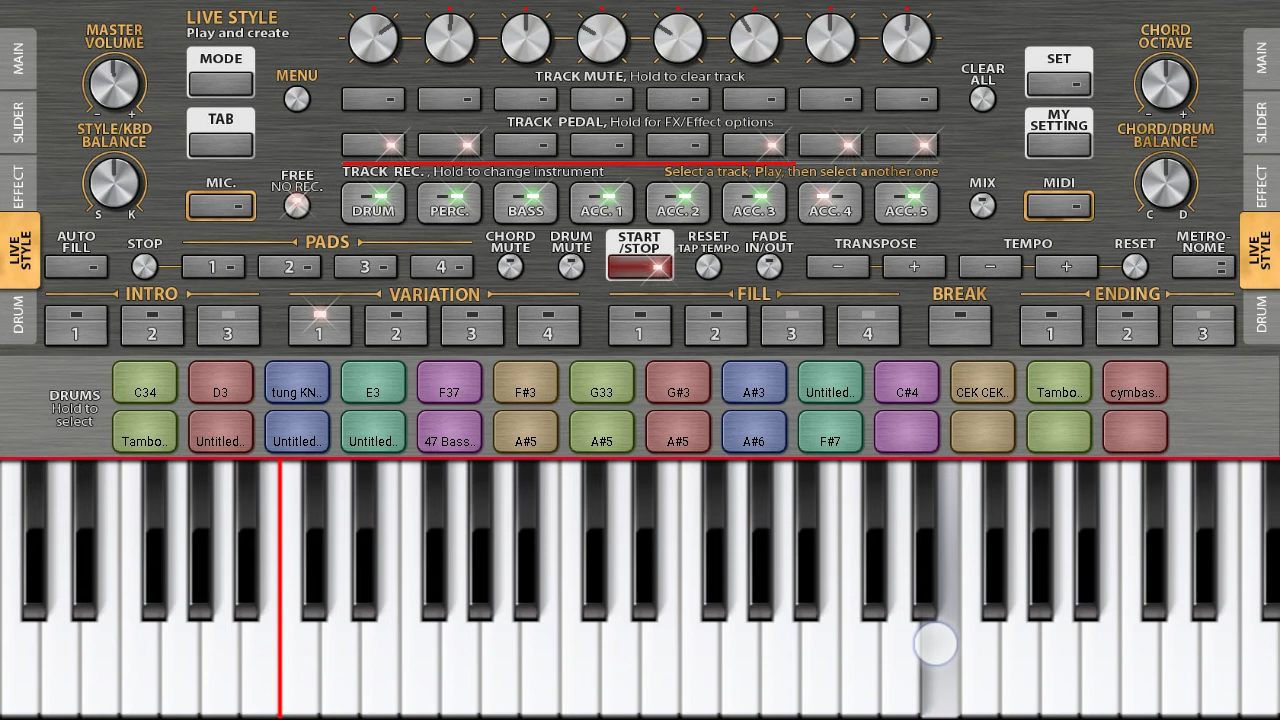 LIVE STYLE
Play and create
MASTER
VOLUME
- +
STYLE/KBD
BALANCE
S K
MAIN
SLIDER
EFFECT
LIVE
STYLE
DRUM
MODE
TAB
MIC.
MENU
FREE
NO REC.
TRACK MUTE, Hold to clear track
TRACK PEDAL, Hold for FX/Effect options
TRACK REC. , Hold to change instrument
Select a track, Play, then select another one
DRUM PERC. BASS ACC. 1 ACC. 2 ACC. 3 ACC. 4 ACC. 5
CLEAR
ALL
MIX
SET
MY
SETTING
MIDI
CHORD
OCTAVE
- +
CHORD/DRUM
BALANCE
C D
MAIN
SLIDER
EFFECT
LIVE
STYLE
DRUM
AUTO
FILL
STOP
PADS
1 - 2 - 3 - 4 -
CHORD
MUTE
DRUM
MUTE
START
/STOP
RESET
TAP TEMPO
FADE
IN/OUT
TRANSPOSE
- +
TEMPO
- +
RESET
METRO-
NOME
INTRO
1 2 3
VARIATION
1 2 3 4
FILL
1 2 3 4
BREAK
ENDING
1 2 3
DRUMS
Hold to
select
C34 D3 tung KN.. E3 F37 F#3 G33 G#3 A#3 Untitled.. C#4 CEK CEK.. Tambo.. cymbas..
Tambo.. Untitled.. Untitled.. Untitled.. 47 Bass.. A#5 A#5 A#5 A#6 F#7